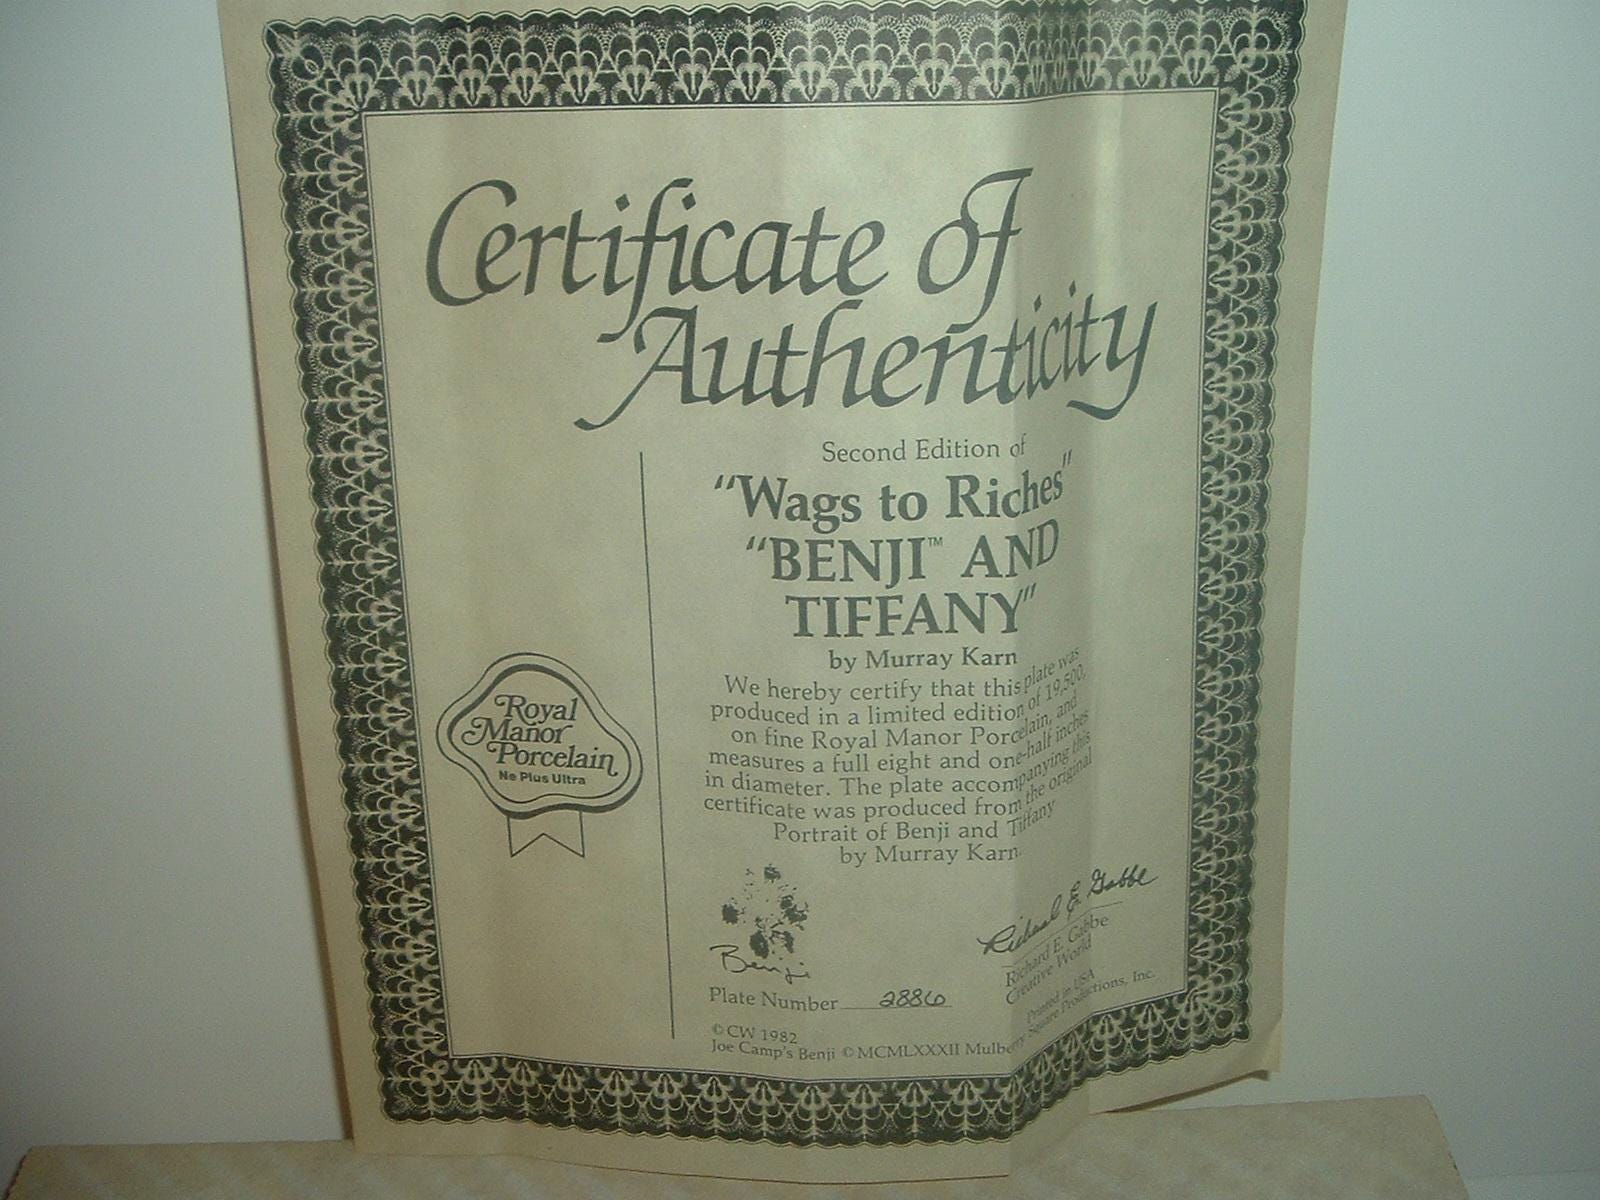 Certificate of
Authenticity
Second Edition of
"Wags to Riches"
"BENJI™ AND
TIFFANY"
by Murray Karn
We hereby certify that this plate was
produced in a limited edition of 19,500,
on fine Royal Manor Porcelain, and
measures a full eight and one-half inches
in diameter. The plate accompanying this
certificate was produced from the original
Portrait of Benji and Tiffany
by Murray Karn.
Royal
Manor
Porcelain
Ne Plus Ultra
Benji
Richard E. Gabbe
Richard E. Gabbe
Creative World
Plate Number 2886
Printed in USA
© CW 1982
Joe Camp's Benji © MCMLXXXII Mulberry Square Productions, Inc.